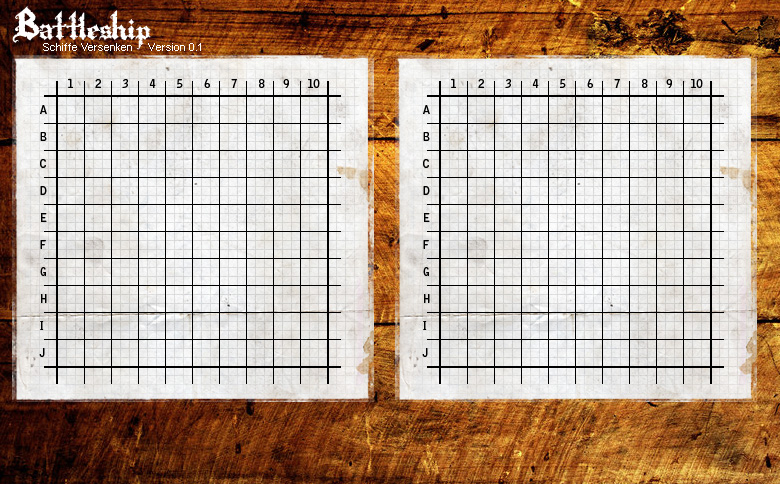 Battleship
Schiffe Versenken / Version 0.1
1 2 3 4 5 6 7 8 9 10
A
B
C
D
E
F
G
H
I
J
1 2 3 4 5 6 7 8 9 10
A
B
C
D
E
F
G
H
I
J